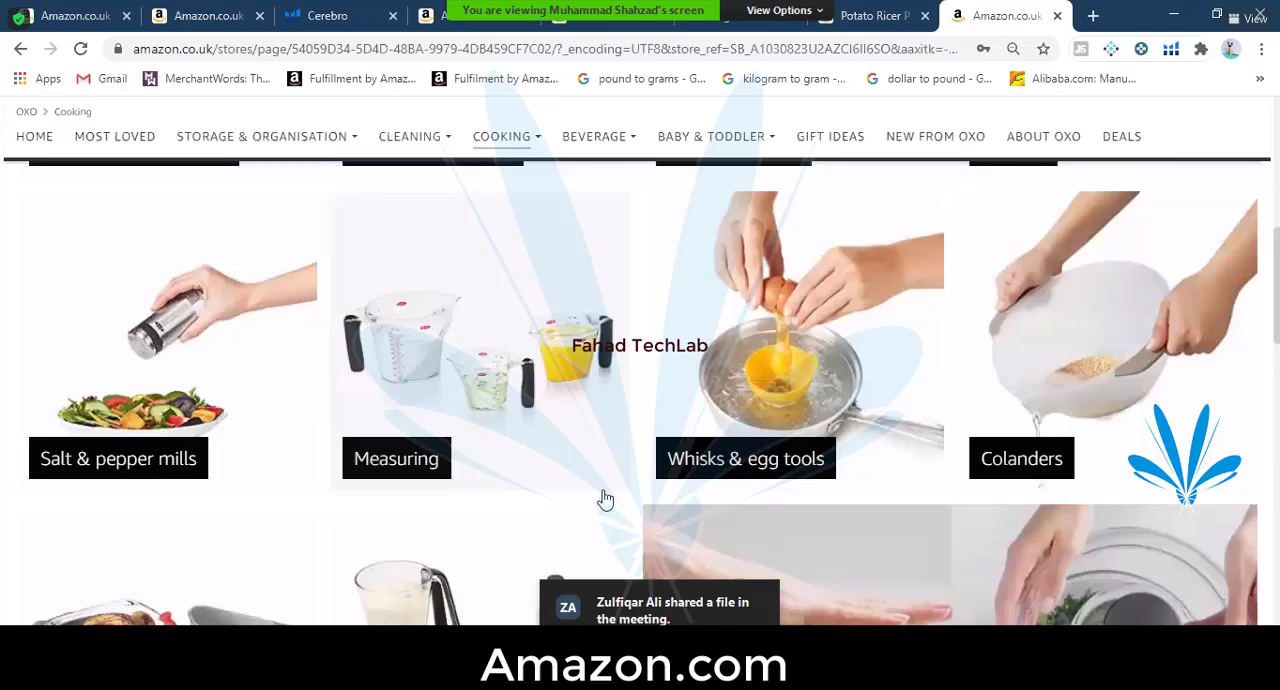 Amazon.co.uk
Amazon.co.uk
Cerebro
You are viewing Muhammad Shahzad's screen
View Options
Potato Ricer P
Amazon.co.uk
View
amazon.co.uk/stores/page/54059D34-5D4D-48BA-9979-4DB459CF7C02/?_encoding=UTF8&store_ref=SB_A1030823U2AZCI6II6SO&aaxitk=-...
Apps
Gmail
MerchantWords: Th...
Fulfillment by Amaz...
Fulfilment by Amaz...
pound to grams - G...
kilogram to gram -...
dollar to pound - G...
Alibaba.com: Manu...
OXO > Cooking
HOME
MOST LOVED
STORAGE & ORGANISATION
CLEANING
COOKING
BEVERAGE
BABY & TODDLER
GIFT IDEAS
NEW FROM OXO
ABOUT OXO
DEALS
Fahad TechLab
Salt & pepper mills
Measuring
Whisks & egg tools
Colanders
ZA
Zulfiqar Ali shared a file in
the meeting.
Amazon.com